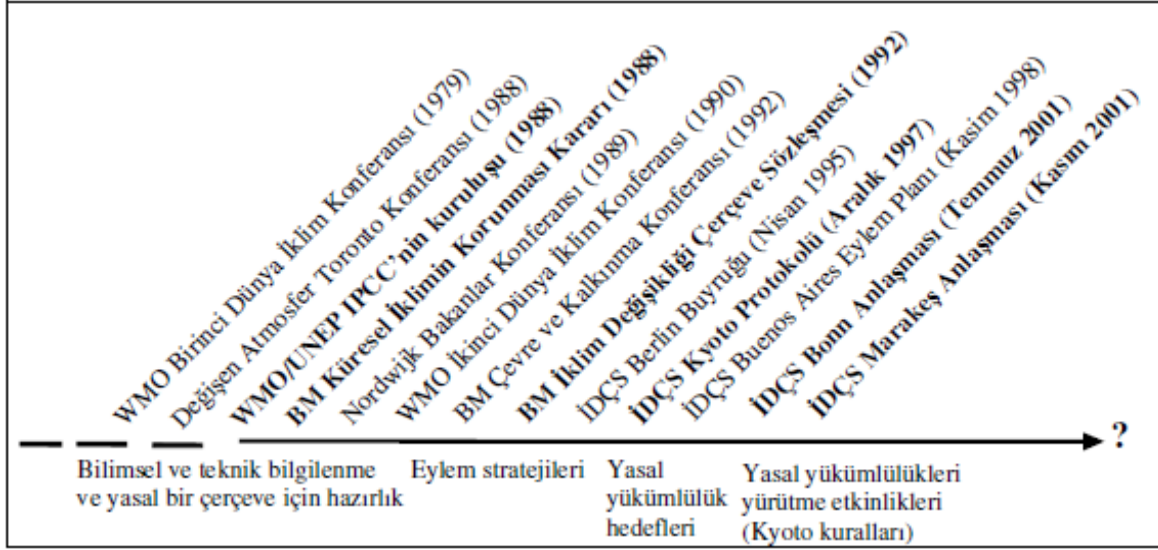 WMO Birinci Dünya İklim Konferansı (1979)
Değişen Atmosfer Toronto Konferansı (1988)
WMO/UNEP IPCC'nin kuruluşu (1988)
BM Küresel İklimin Korunması Kararı (1988)
Nordwijk Bakanlar Konferansı (1989)
WMO İkinci Dünya İklim Konferansı (1990)
BM Çevre ve Kalkınma Konferansı (1992)
BM İklim Değişikliği Çerçeve Sözleşmesi (1992)
İDÇS Berlin Buyruğu (Nisan 1995)
İDÇS Kyoto Protokolü (Aralık 1997)
İDÇS Buenos Aires Eylem Planı (Kasim 1998)
İDÇS Bonn Anlaşması (Temmuz 2001)
İDÇS Marakeş Anlaşması (Kasım 2001)
?
Bilimsel ve teknik bilgilenme
ve yasal bir çerçeve için hazırlık
Eylem stratejileri
Yasal
yükümlülük
hedefleri
Yasal yükümlülükleri
yürütme etkinlikleri
(Kyoto kuralları)